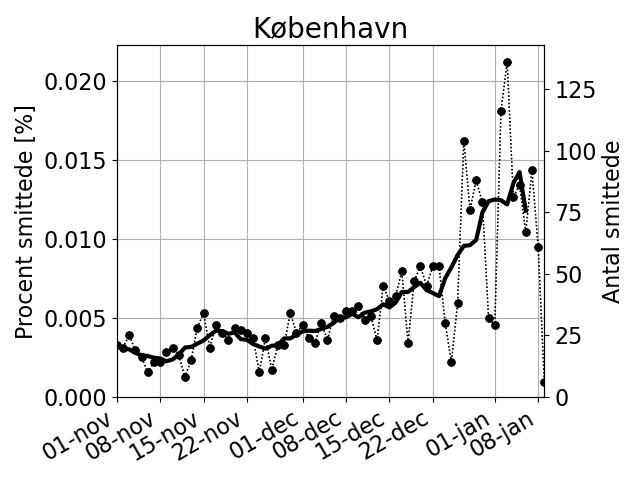 København
Procent smittede [%]
0.020
0.015
0.010
0.005
0.000
125
100
75
50
25
0
Antal smittede
01-nov
08-nov
15-nov
22-nov
01-dec
08-dec
15-dec
22-dec
01-jan
08-jan